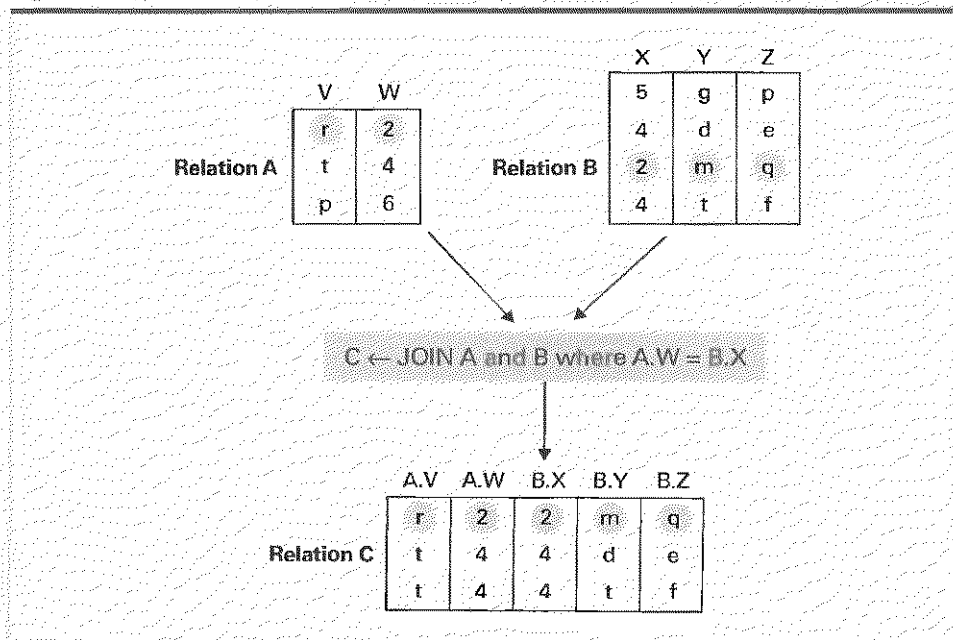 V W
r 2
Relation A t 4
p 6
X Y Z
5 g p
4 d e
Relation B 2 m q
4 t f
C ← JOIN A and B where A.W = B.X
A.V A.W B.X B.Y B.Z
r 2 2 m q
Relation C t 4 4 d e
t 4 4 t f